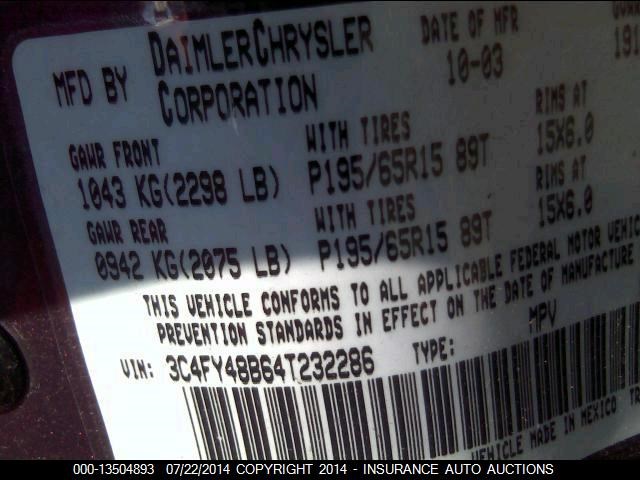 MFD BY DAIMLERCHRYSLER CORPORATION
DATE OF MFR
10-03
191
GAWR FRONT WITH TIRES RIMS AT
1043 KG(2298 LB) P195/65R15 89T 15X6.0
GAWR REAR WITH TIRES RIMS AT
0942 KG(2075 LB) P195/65R15 89T 15X6.0
THIS VEHICLE CONFORMS TO ALL APPLICABLE FEDERAL MOTOR VEHIC
PREVENTION STANDARDS IN EFFECT ON THE DATE OF MANUFACTURE
VIN: 3C4FY48B64T232286 TYPE: MPV
VEHICLE MADE IN MEXICO
000-13504893 07/22/2014 COPYRIGHT 2014 - INSURANCE AUTO AUCTIONS